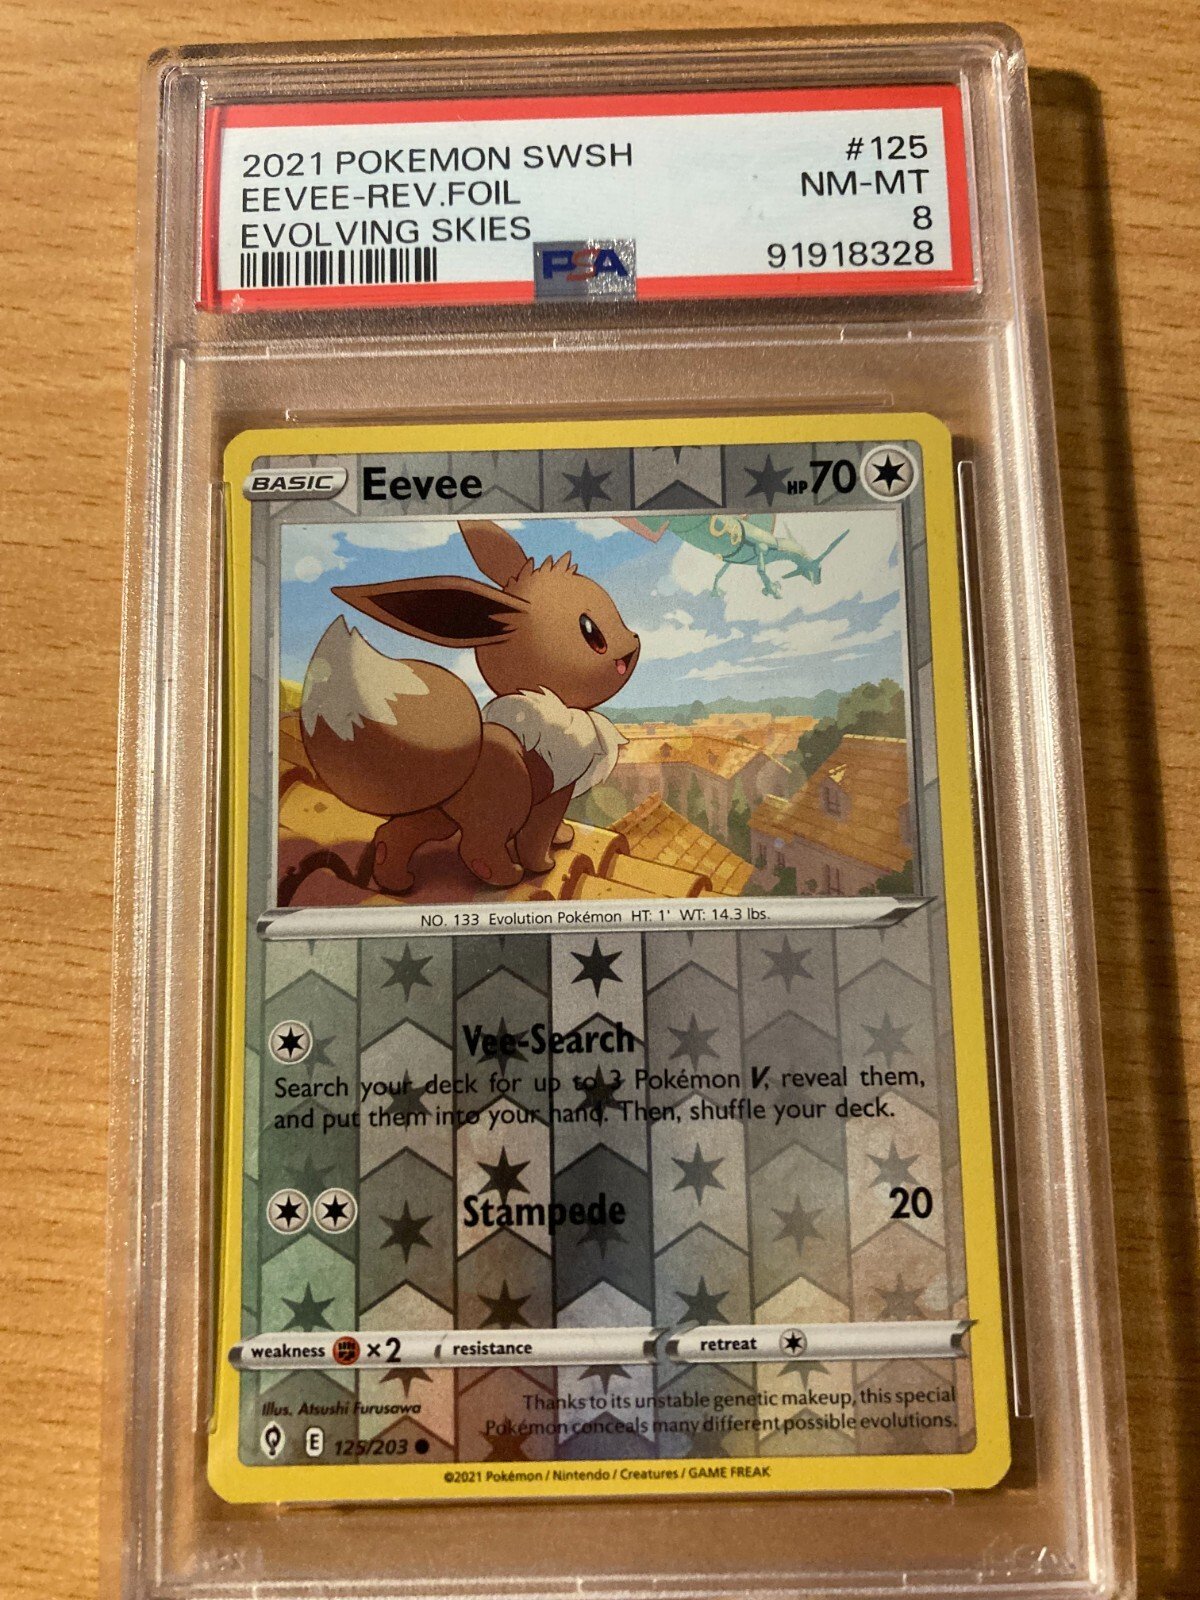 2021 POKEMON SWSH #125
EEVEE-REV.FOIL NM-MT
EVOLVING SKIES 8
PSA 91918328
BASIC Eevee HP 70
NO. 133 Evolution Pokémon HT: 1' WT: 14.3 lbs.
Vee-Search
Search your deck for up to 3 Pokémon V, reveal them,
and put them into your hand. Then, shuffle your deck.
Stampede 20
weakness ×2 resistance retreat
Illus. Atsushi Furusawa
Thanks to its unstable genetic makeup, this special
Pokémon conceals many different possible evolutions.
E 125/203
©2021 Pokémon / Nintendo / Creatures / GAME FREAK